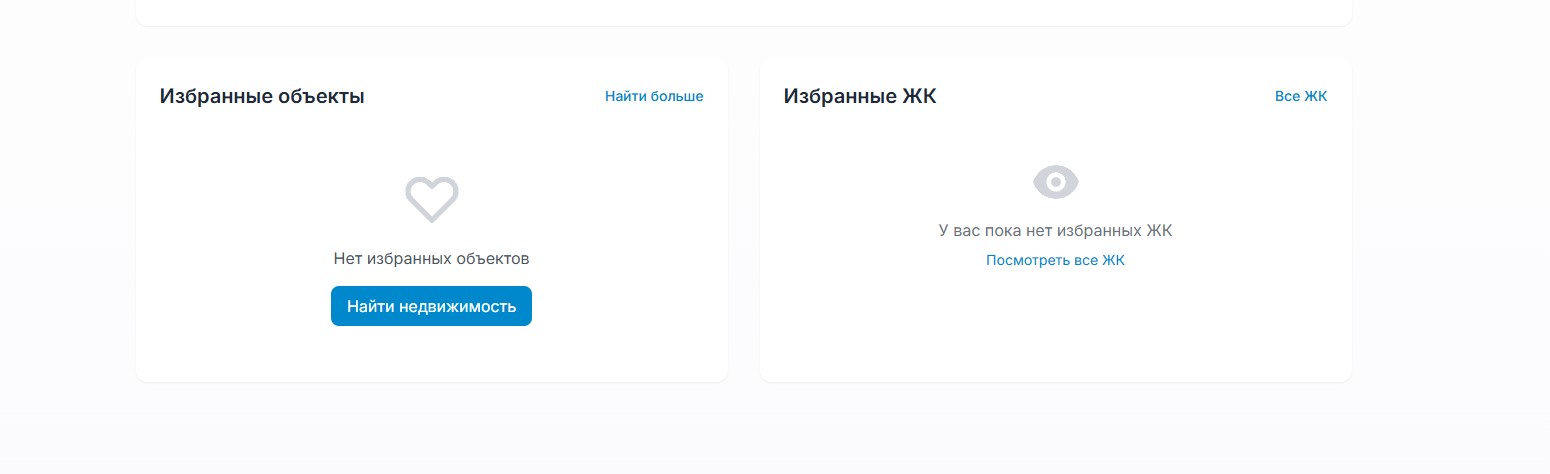 Избранные объекты
Найти больше
Нет избранных объектов
Найти недвижимость
Избранные ЖК
Все ЖК
У вас пока нет избранных ЖК
Посмотреть все ЖК